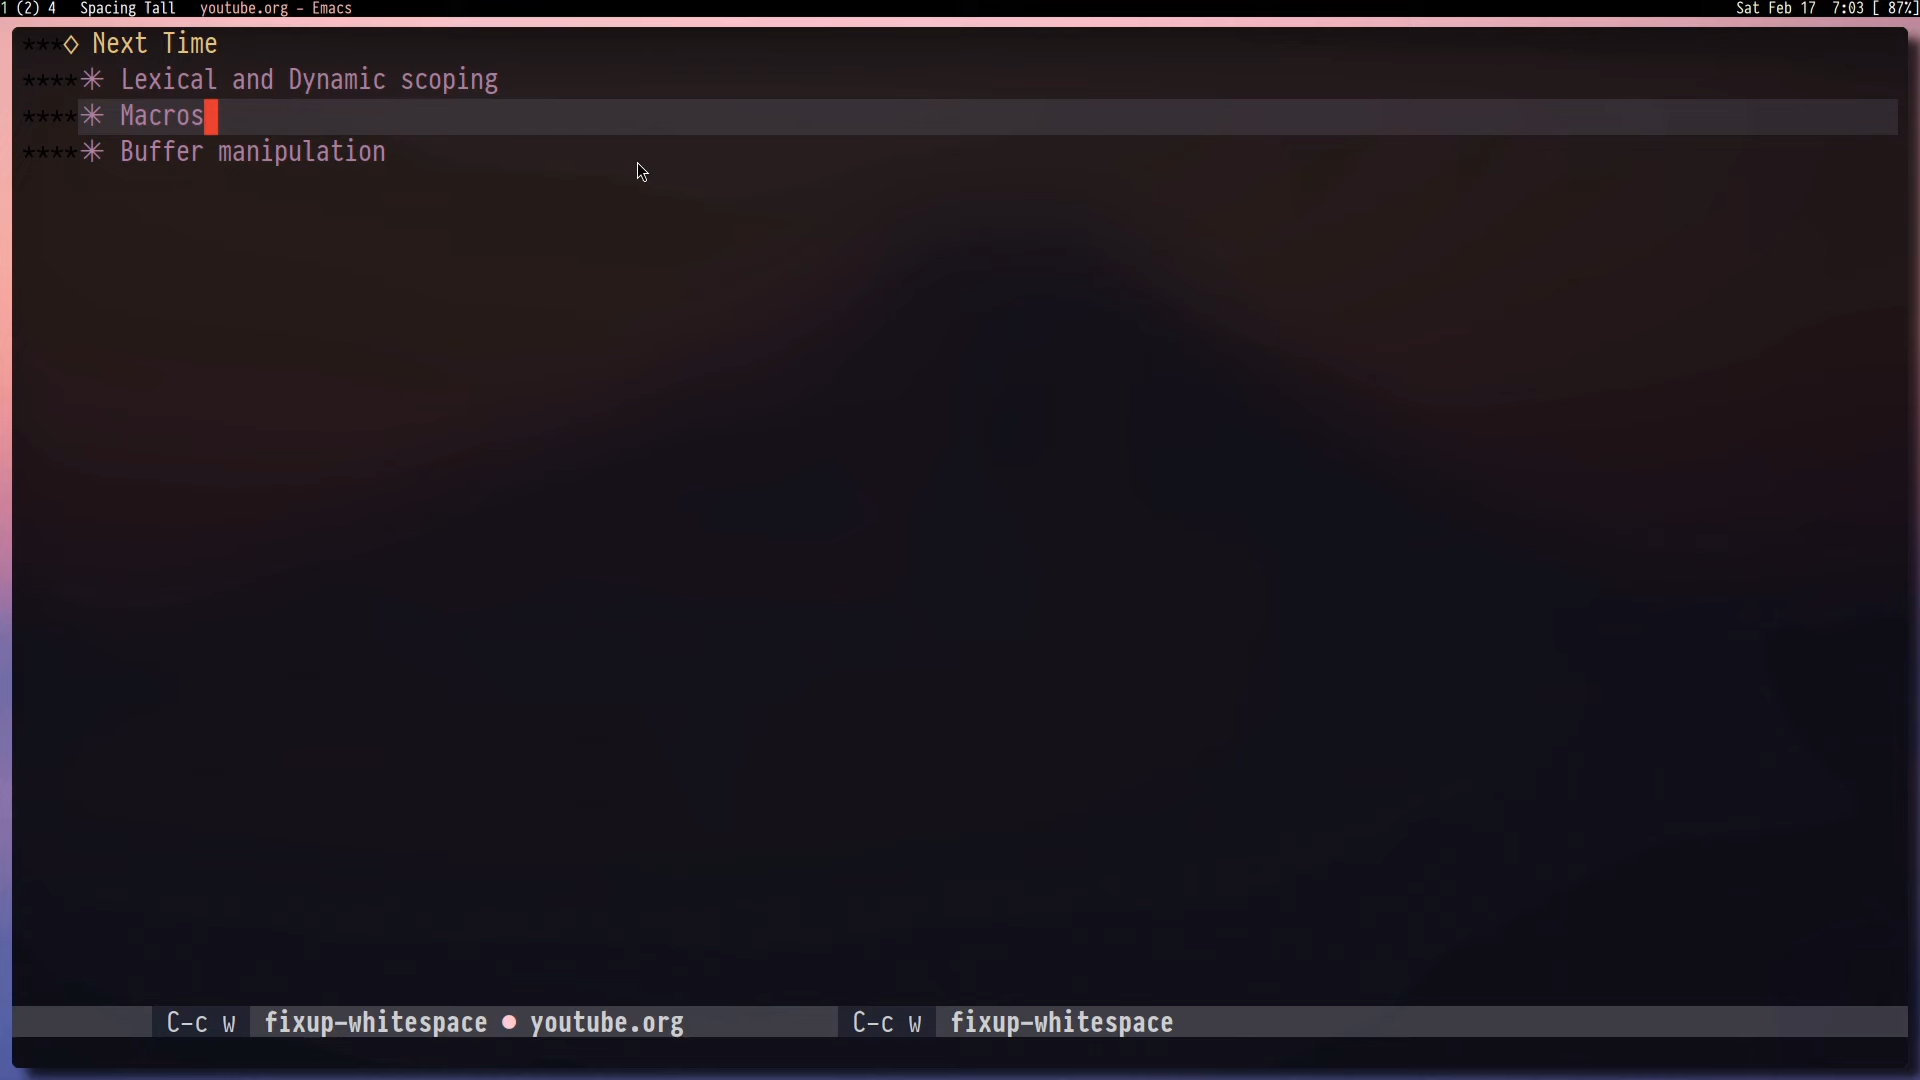 1 (2) 4 Spacing Tall youtube.org - Emacs Sat Feb 17 7:03 [ 87%]
***◇ Next Time
****✳ Lexical and Dynamic scoping
****✳ Macros
****✳ Buffer manipulation
C-c w fixup-whitespace ● youtube.org C-c w fixup-whitespace